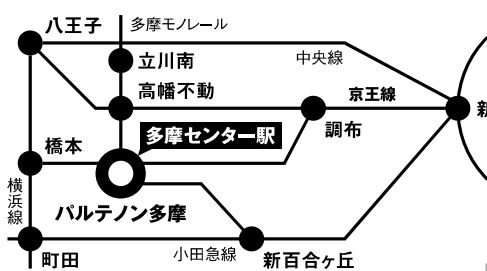 八王子
多摩モノレール
立川南
中央線
高幡不動
京王線
新
調布
多摩センター駅
橋本
横浜線
パルテノン多摩
町田
小田急線
新百合ヶ丘